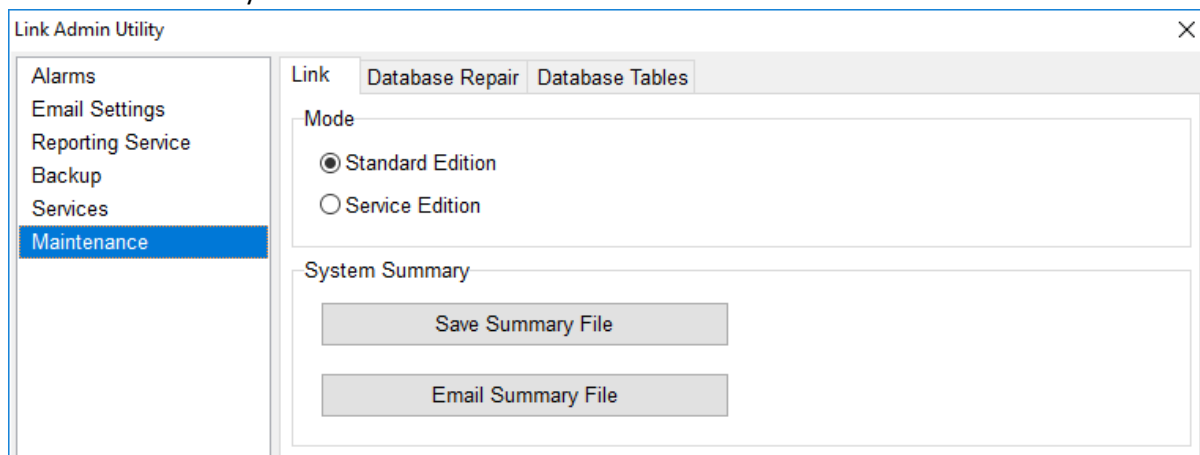 Link Admin Utility
Alarms
Email Settings
Reporting Service
Backup
Services
Maintenance
Link Database Repair Database Tables
Mode
Standard Edition
Service Edition
System Summary
Save Summary File
Email Summary File